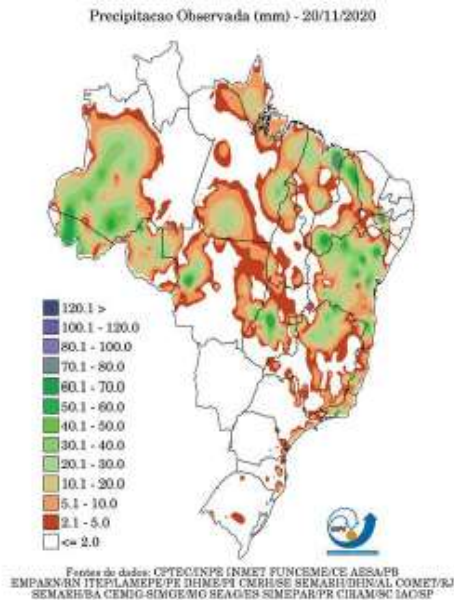 Precipitacao Observada (mm) - 20/11/2020
120.1 >
100.1 - 120.0
80.1 - 100.0
70.1 - 80.0
60.1 - 70.0
50.1 - 60.0
40.1 - 50.0
30.1 - 40.0
20.1 - 30.0
10.1 - 20.0
5.1 - 10.0
2.1 - 5.0
<= 2.0
Fontes de dados: CPTEC/INPE INMET FUNCEME/CE AESA/PB
EMPARN/RN ITEP/LAMEPE/PE DHME/PI CMRH/SE SEMARH/DHN/AL COMET/RJ
SEMARH/BA CEMIG-SIMGE/MG SEAG/ES SIMEPAR/PR CIRAM/SC IAC/SP